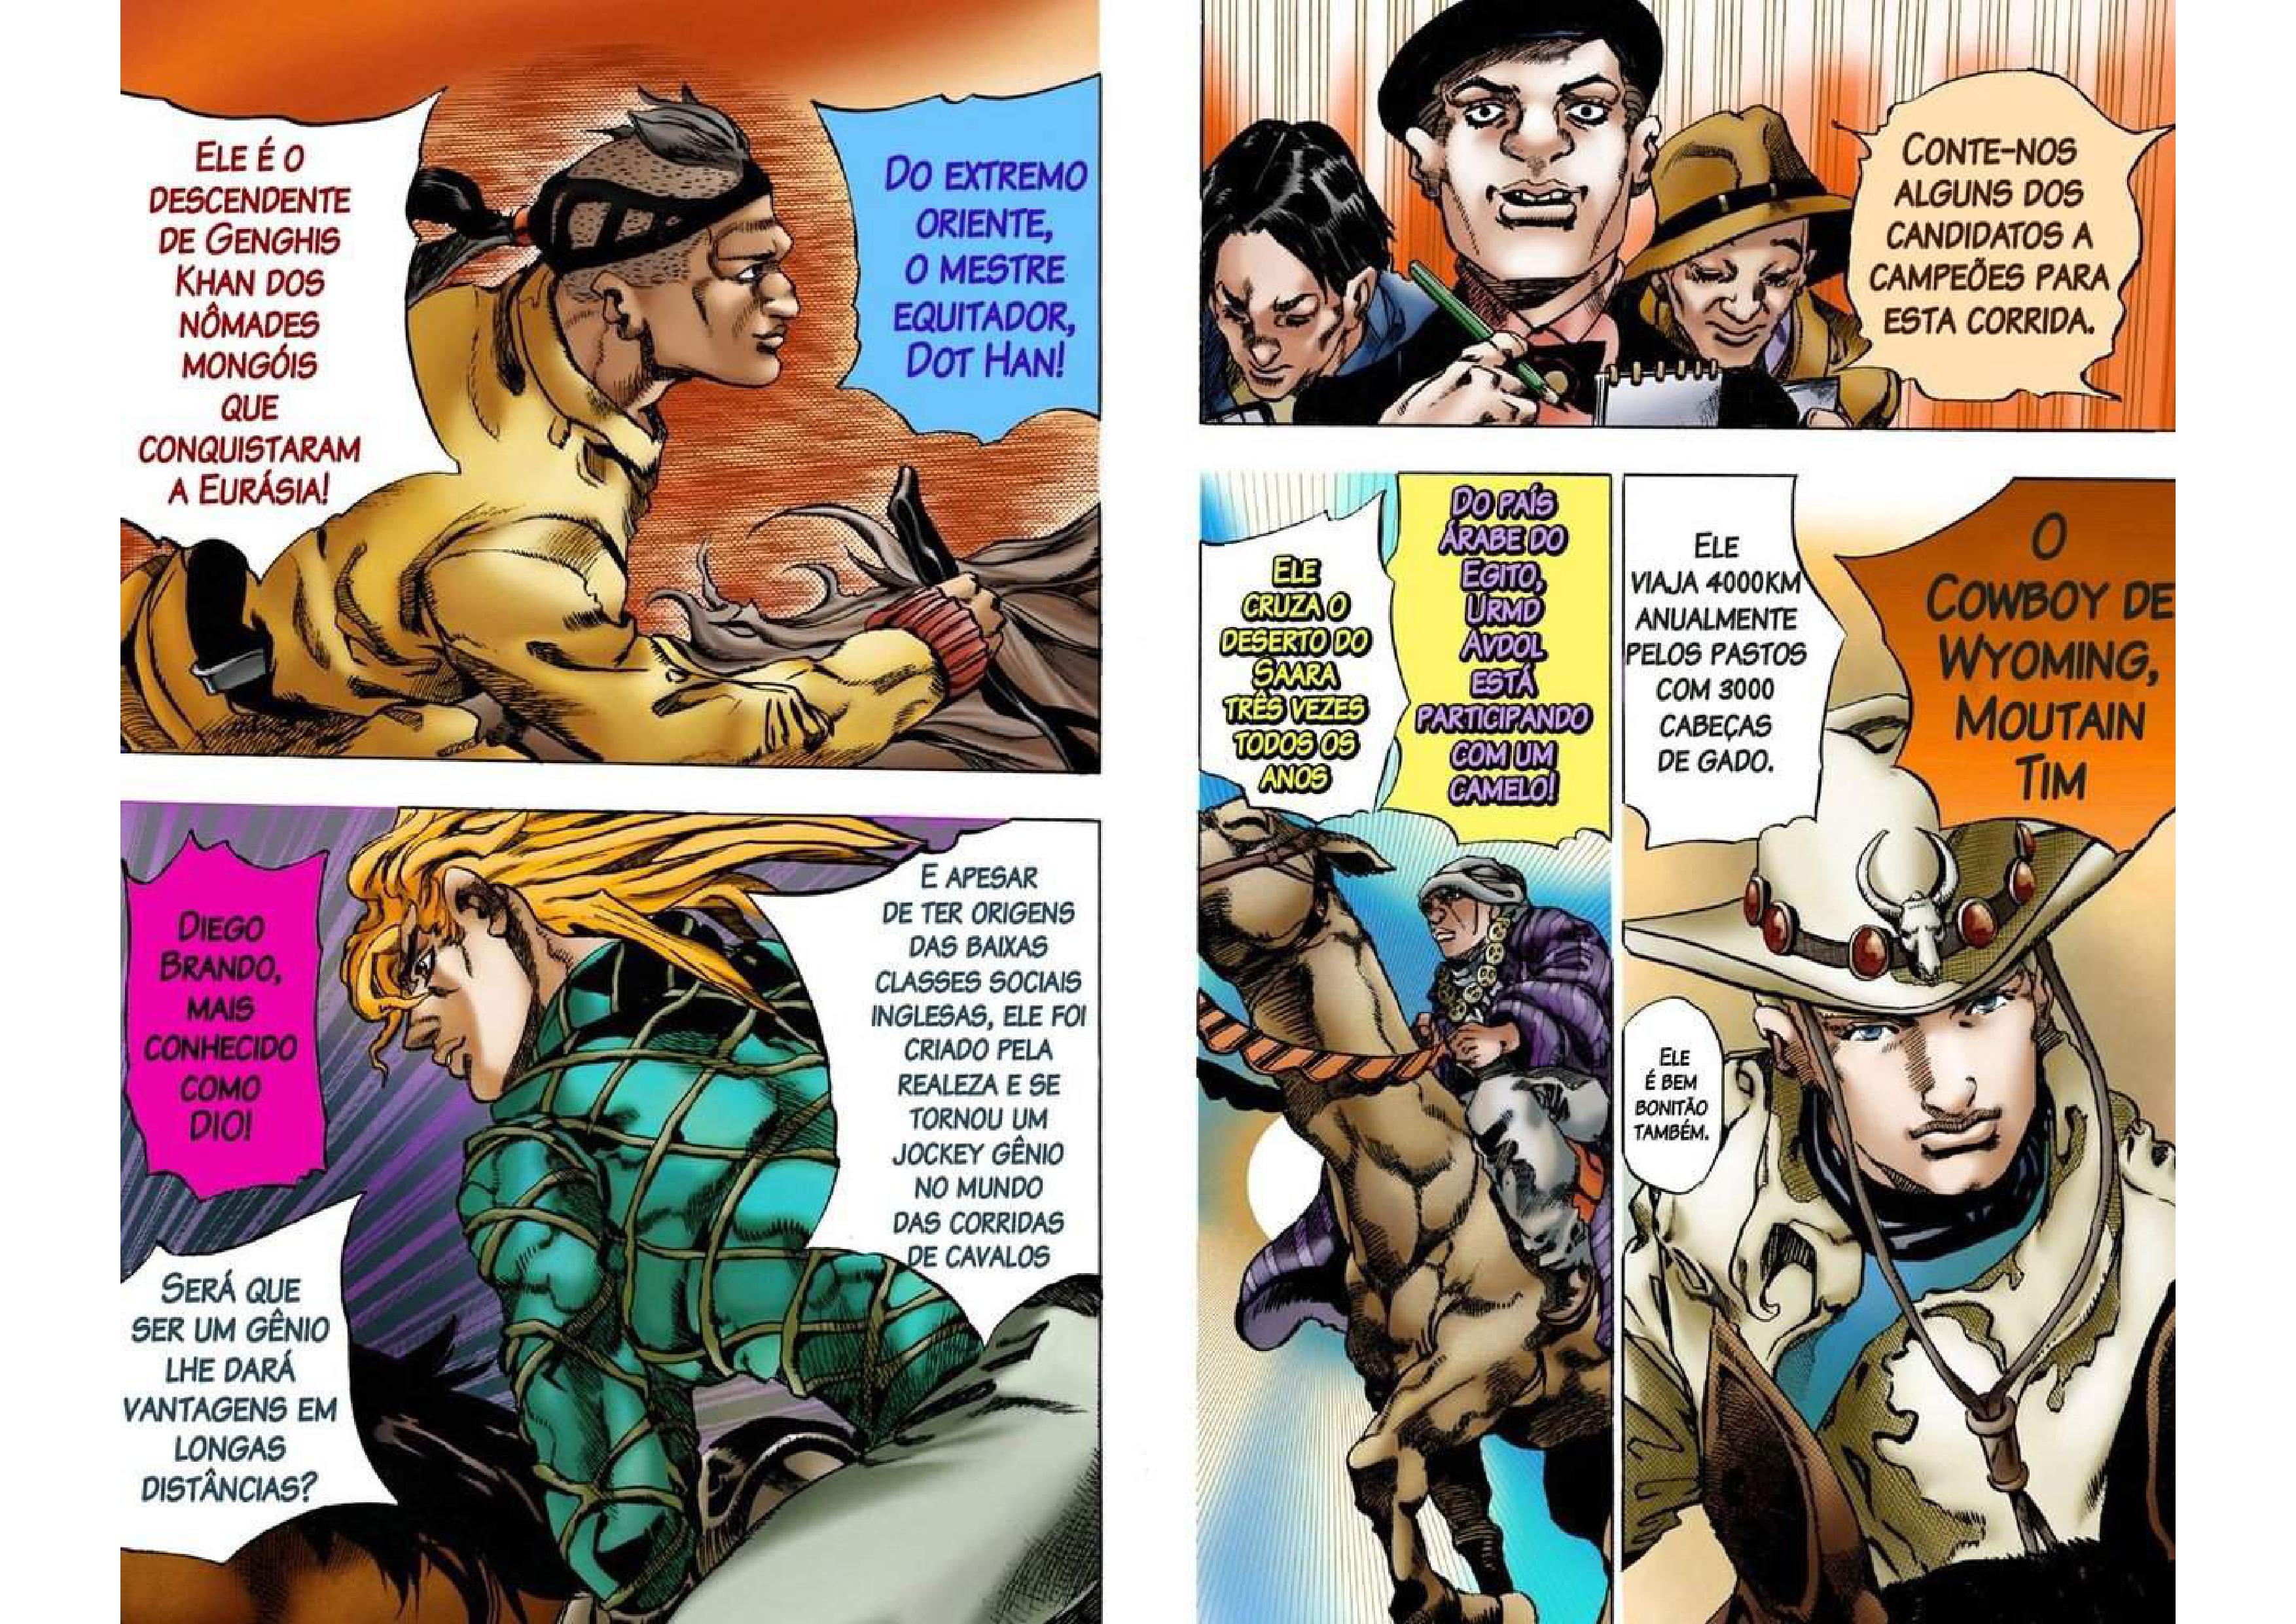 CONTE-NOS
ALGUNS DOS
CANDIDATOS A
CAMPEÕES PARA
ESTA CORRIDA.
O
COWBOY DE
WYOMING,
MOUTAIN
TIM
ELE
VIAJA 4000KM
ANUALMENTE
PELOS PASTOS
COM 3000
CABEÇAS
DE GADO.
ELE
É BEM
BONITÃO
TAMBÉM.
DO PAÍS
ÁRABE DO
EGITO,
URMD
AVDOL
ESTÁ
PARTICIPANDO
COM UM
CAMELO!
ELE
CRUZA O
DESERTO DO
SAARA
TRÊS VEZES
TODOS OS
ANOS
DO EXTREMO
ORIENTE,
O MESTRE
EQUITADOR,
DOT HAN!
ELE É O
DESCENDENTE
DE GENGHIS
KHAN DOS
NÔMADES
MONGÓIS
QUE
CONQUISTARAM
A EURÁSIA!
E APESAR
DE TER ORIGENS
DAS BAIXAS
CLASSES SOCIAIS
INGLESAS, ELE FOI
CRIADO PELA
REALEZA E SE
TORNOU UM
JOCKEY GÊNIO
NO MUNDO
DAS CORRIDAS
DE CAVALOS
DIEGO
BRANDO,
MAIS
CONHECIDO
COMO
DIO!
SERÁ QUE
SER UM GÊNIO
LHE DARÁ
VANTAGENS EM
LONGAS
DISTÂNCIAS?